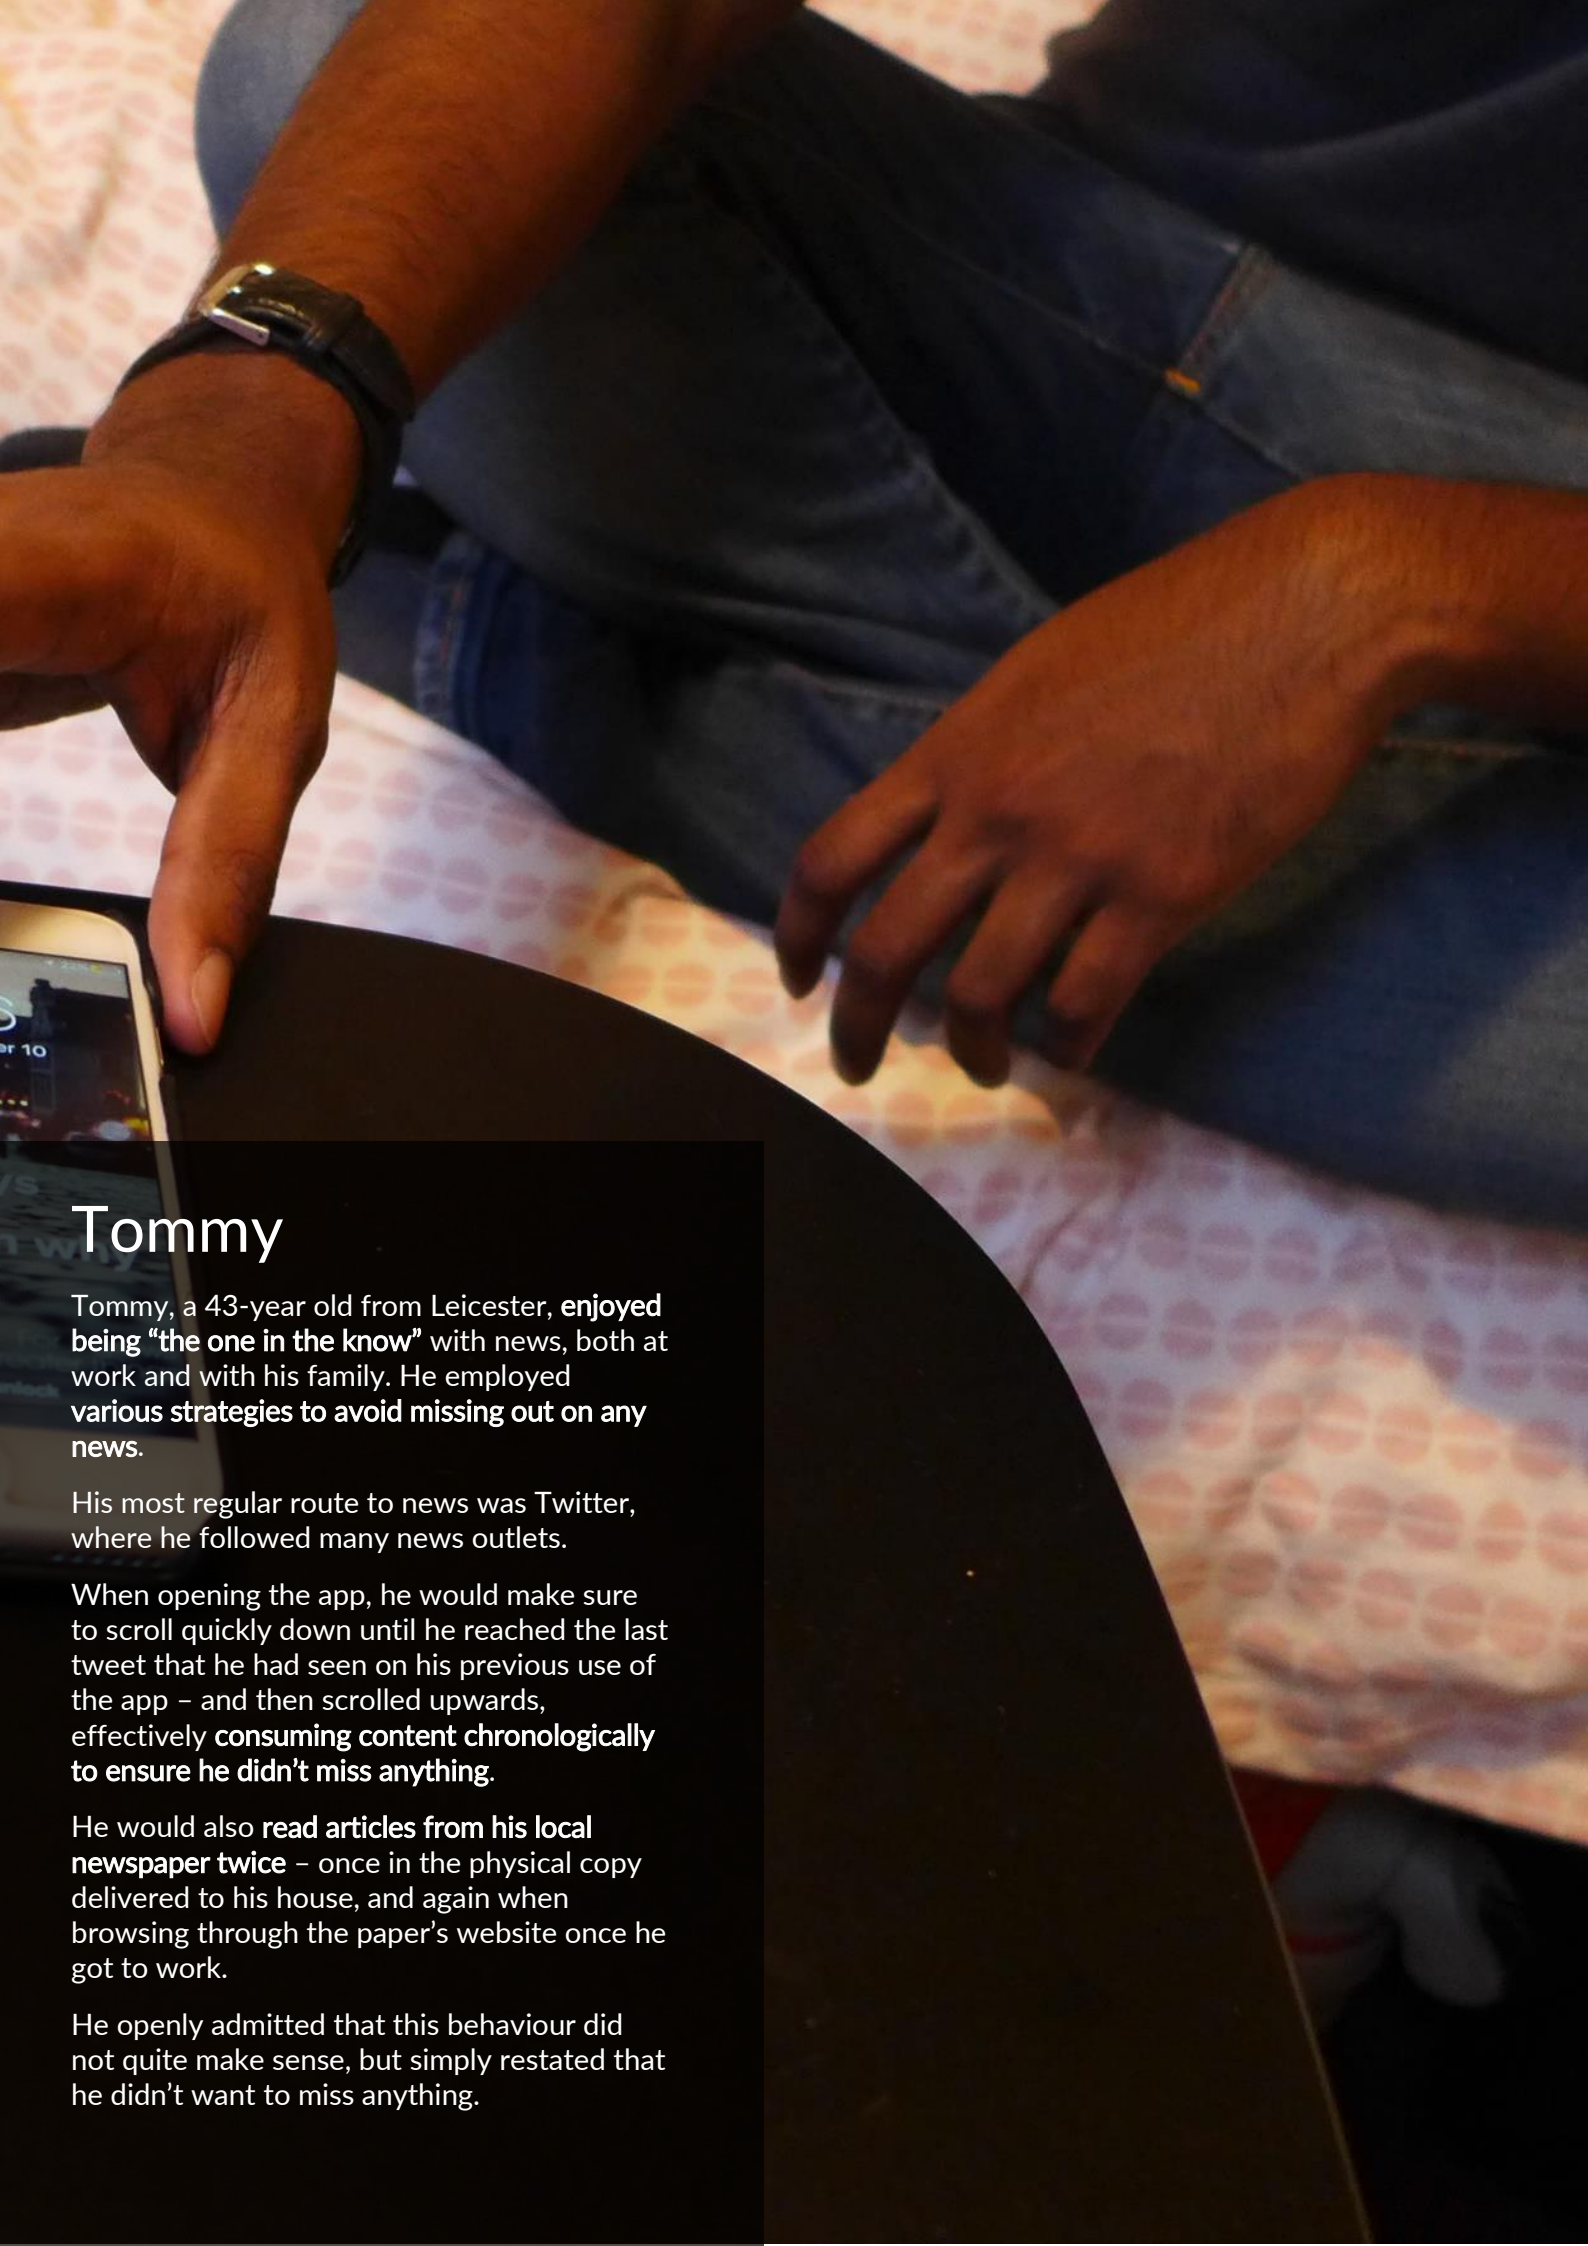 er 10
Tommy
Tommy, a 43-year old from Leicester, enjoyed
being “the one in the know” with news, both at
work and with his family. He employed
various strategies to avoid missing out on any
news.
His most regular route to news was Twitter,
where he followed many news outlets.
When opening the app, he would make sure
to scroll quickly down until he reached the last
tweet that he had seen on his previous use of
the app – and then scrolled upwards,
effectively consuming content chronologically
to ensure he didn’t miss anything.
He would also read articles from his local
newspaper twice – once in the physical copy
delivered to his house, and again when
browsing through the paper’s website once he
got to work.
He openly admitted that this behaviour did
not quite make sense, but simply restated that
he didn’t want to miss anything.